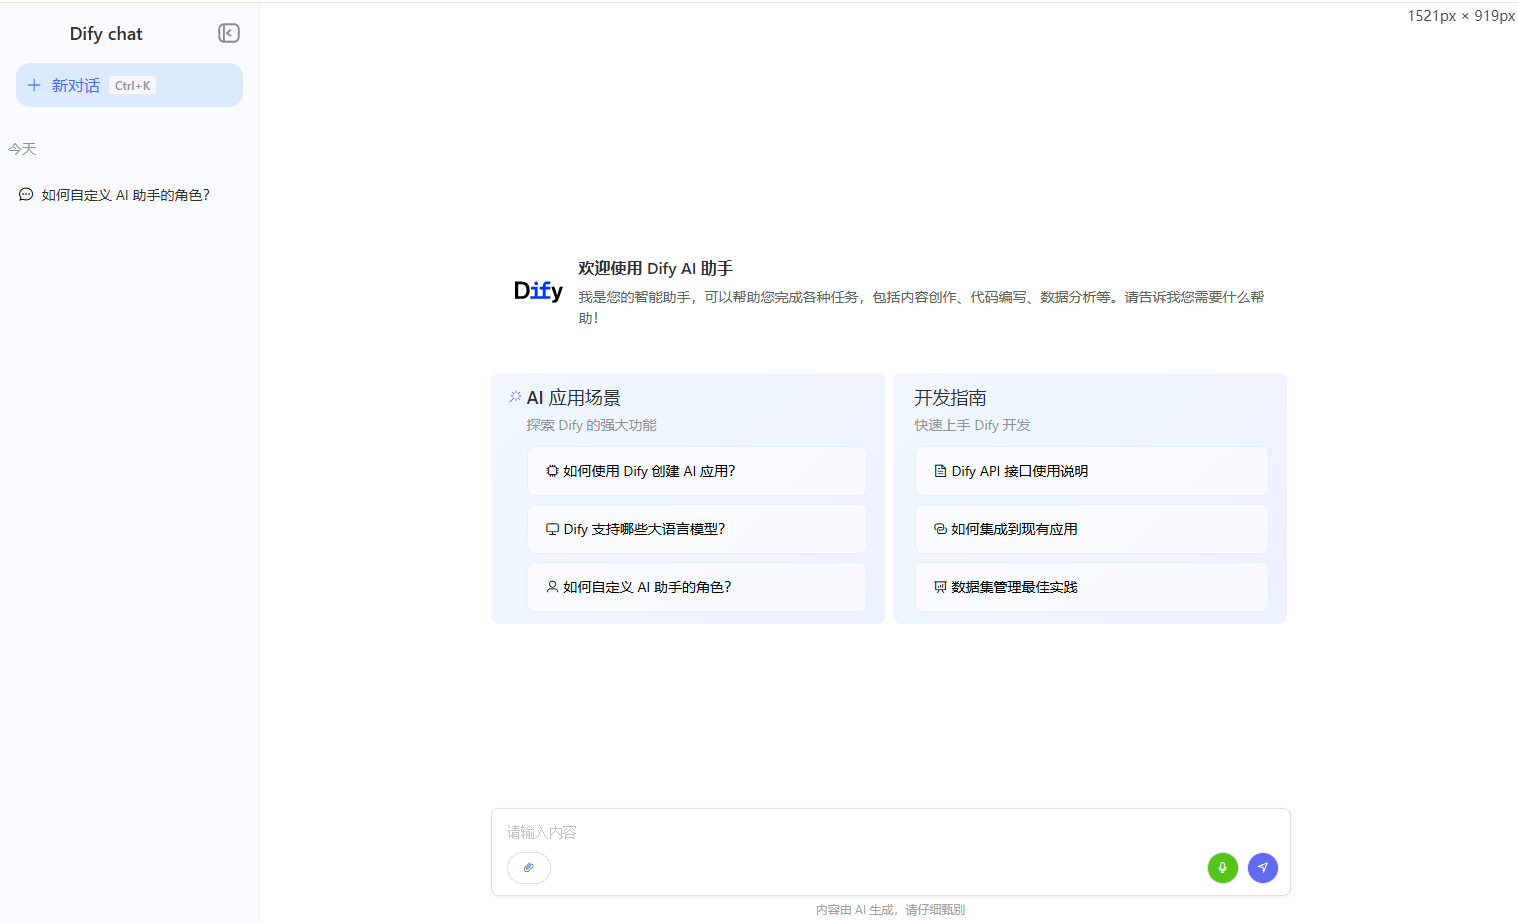 Dify chat
1521px × 919px
新对话 Ctrl+K
今天
如何自定义 AI 助手的角色?
Dify
欢迎使用 Dify AI 助手
我是您的智能助手，可以帮助您完成各种任务，包括内容创作、代码编写、数据分析等。请告诉我您需要什么帮
助！
AI 应用场景
探索 Dify 的强大功能
如何使用 Dify 创建 AI 应用?
Dify 支持哪些大语言模型?
如何自定义 AI 助手的角色?
开发指南
快速上手 Dify 开发
Dify API 接口使用说明
如何集成到现有应用
数据集管理最佳实践
请输入内容
内容由 AI 生成，请仔细甄别